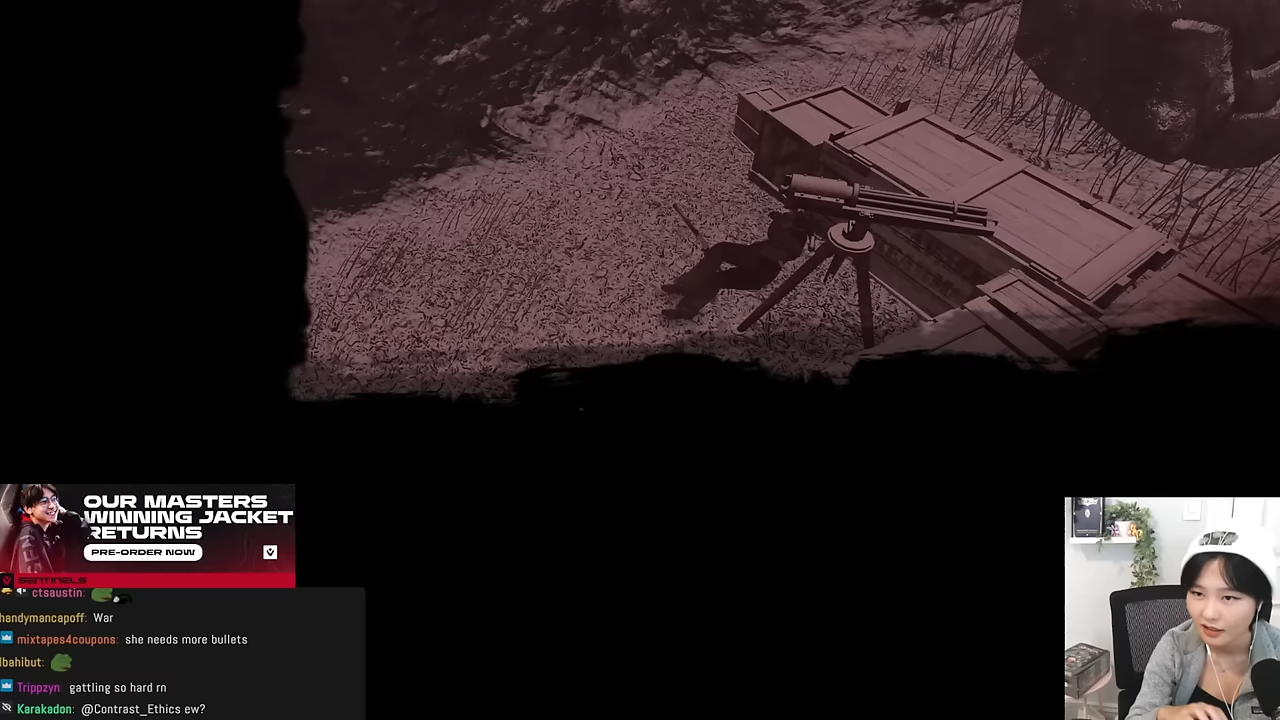 OUR MASTERS
WINNING JACKET
RETURNS
PRE-ORDER NOW
SENTINELS
ctsaustin:
handymancapoff: War
mixtapes4coupons: she needs more bullets
lbahibut:
Trippzyn: gattling so hard rn
Karakadon: @Contrast_Ethics ew?